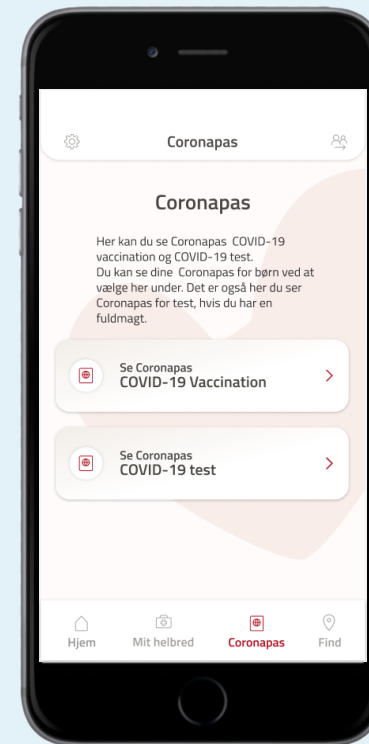 Coronapas
Coronapas
Her kan du se Coronapas COVID-19
vaccination og COVID-19 test.
Du kan se dine Coronapas for børn ved at
vælge her under. Det er også her du ser
Coronapas for test, hvis du har en
fuldmagt.
Se Coronapas
COVID-19 Vaccination
Se Coronapas
COVID-19 test
Hjem Mit helbred Coronapas Find